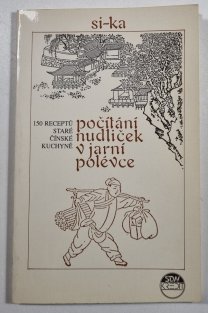 si-ka
150 RECEPTŮ
STARÉ
ČÍNSKÉ
KUCHYNĚ
počítání
nudliček
v jarní
polévce